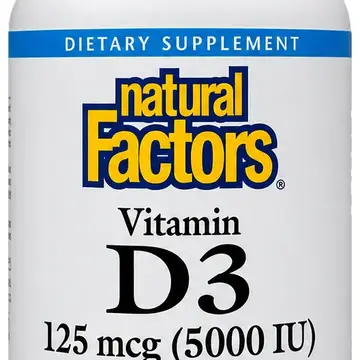 DIETARY SUPPLEMENT
natural
Factors®
Vitamin
D3
125 mcg (5000 IU)